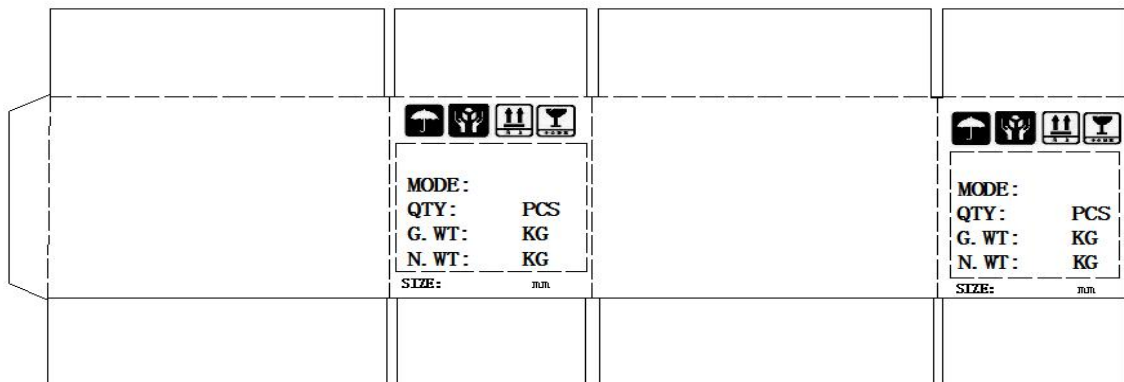 MODE:
QTY: PCS
G. WT: KG
N. WT: KG
SIZE: mm
MODE:
QTY: PCS
G. WT: KG
N. WT: KG
SIZE: mm